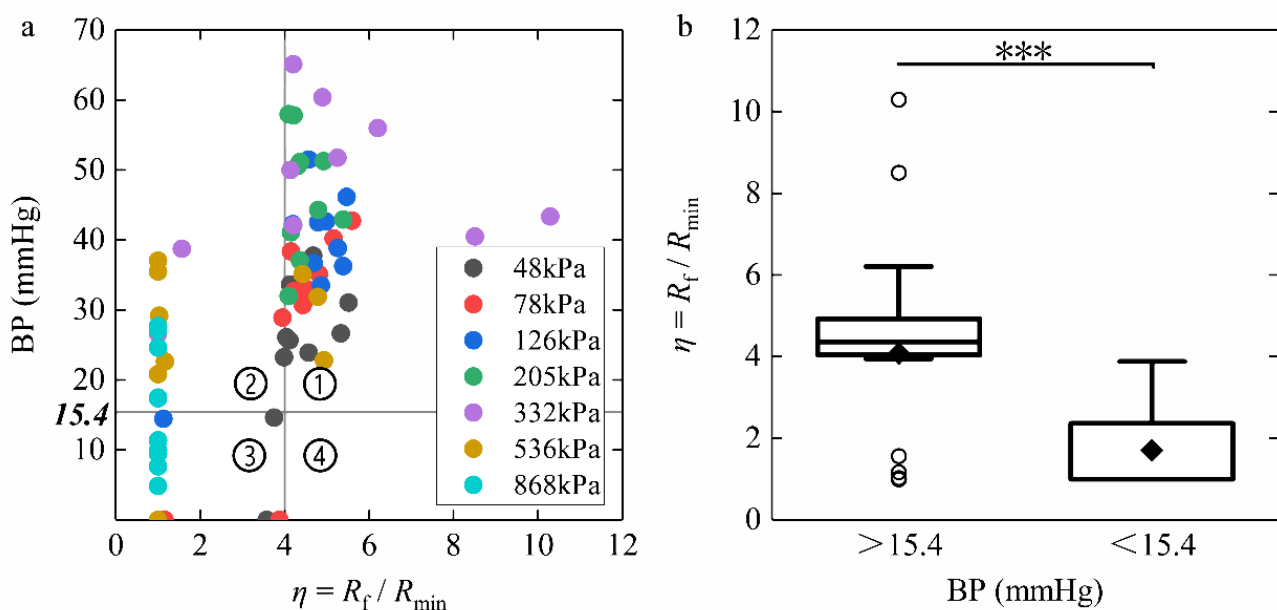 a
70
60
50
40
30
20
15.4
10
BP (mmHg)
② ①
③ ④
48kPa
78kPa
126kPa
205kPa
332kPa
536kPa
868kPa
0 2 4 6 8 10 12
η = Rf / Rmin
b
12
10
8
6
4
2
0
η = Rf / Rmin
***
>15.4 <15.4
BP (mmHg)